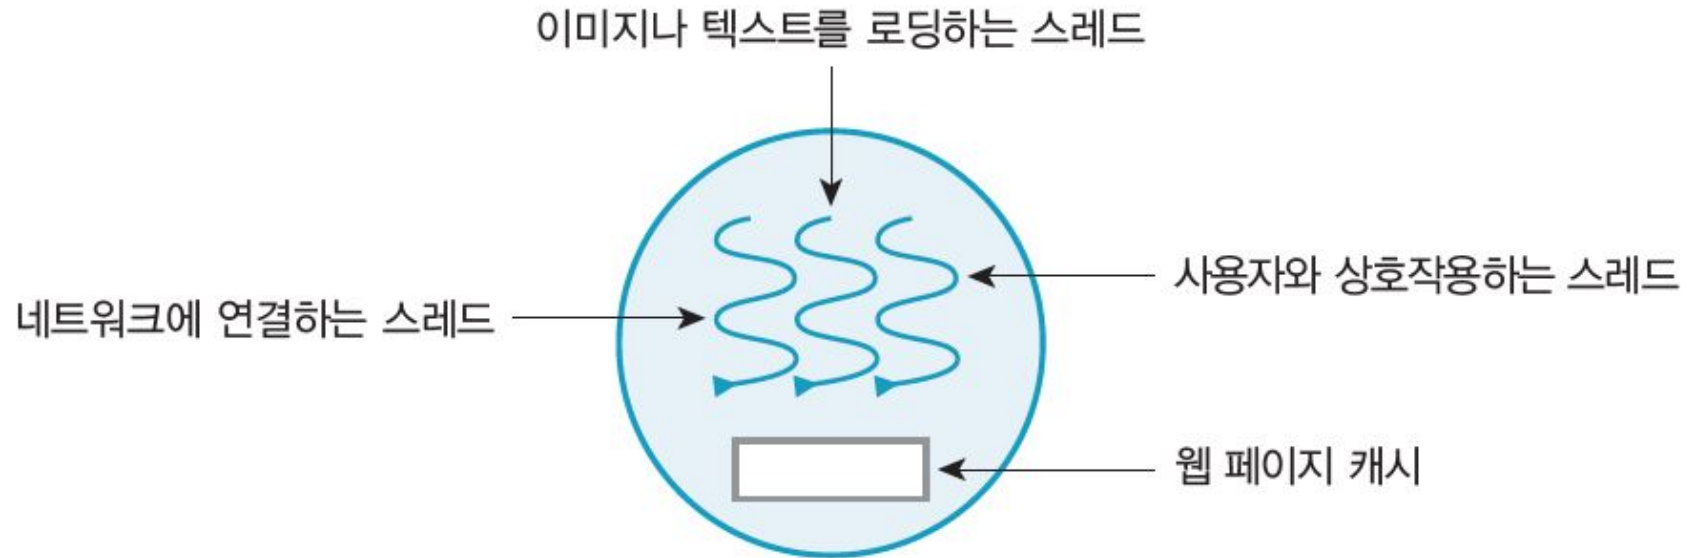 이미지나 텍스트를 로딩하는 스레드
사용자와 상호작용하는 스레드
네트워크에 연결하는 스레드
웹 페이지 캐시